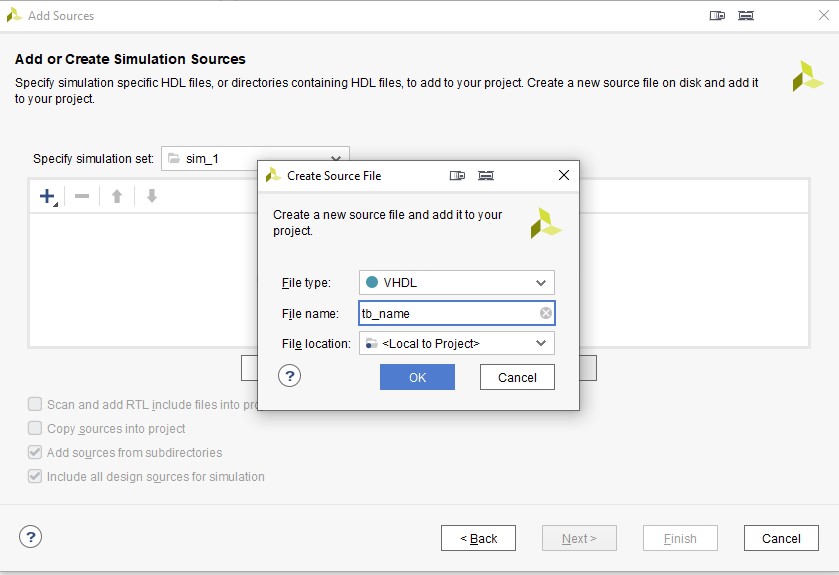 Add Sources
Add or Create Simulation Sources
Specify simulation specific HDL files, or directories containing HDL files, to add to your project. Create a new source file on disk and add it
to your project.
Specify simulation set: sim_1
Create Source File
Create a new source file and add it to your
project.
File type: VHDL
File name: tb_name
File location: <Local to Project>
? OK Cancel
Scan and add RTL include files into pro
Copy sources into project
Add sources from subdirectories
Include all design sources for simulation
? < Back Next > Finish Cancel